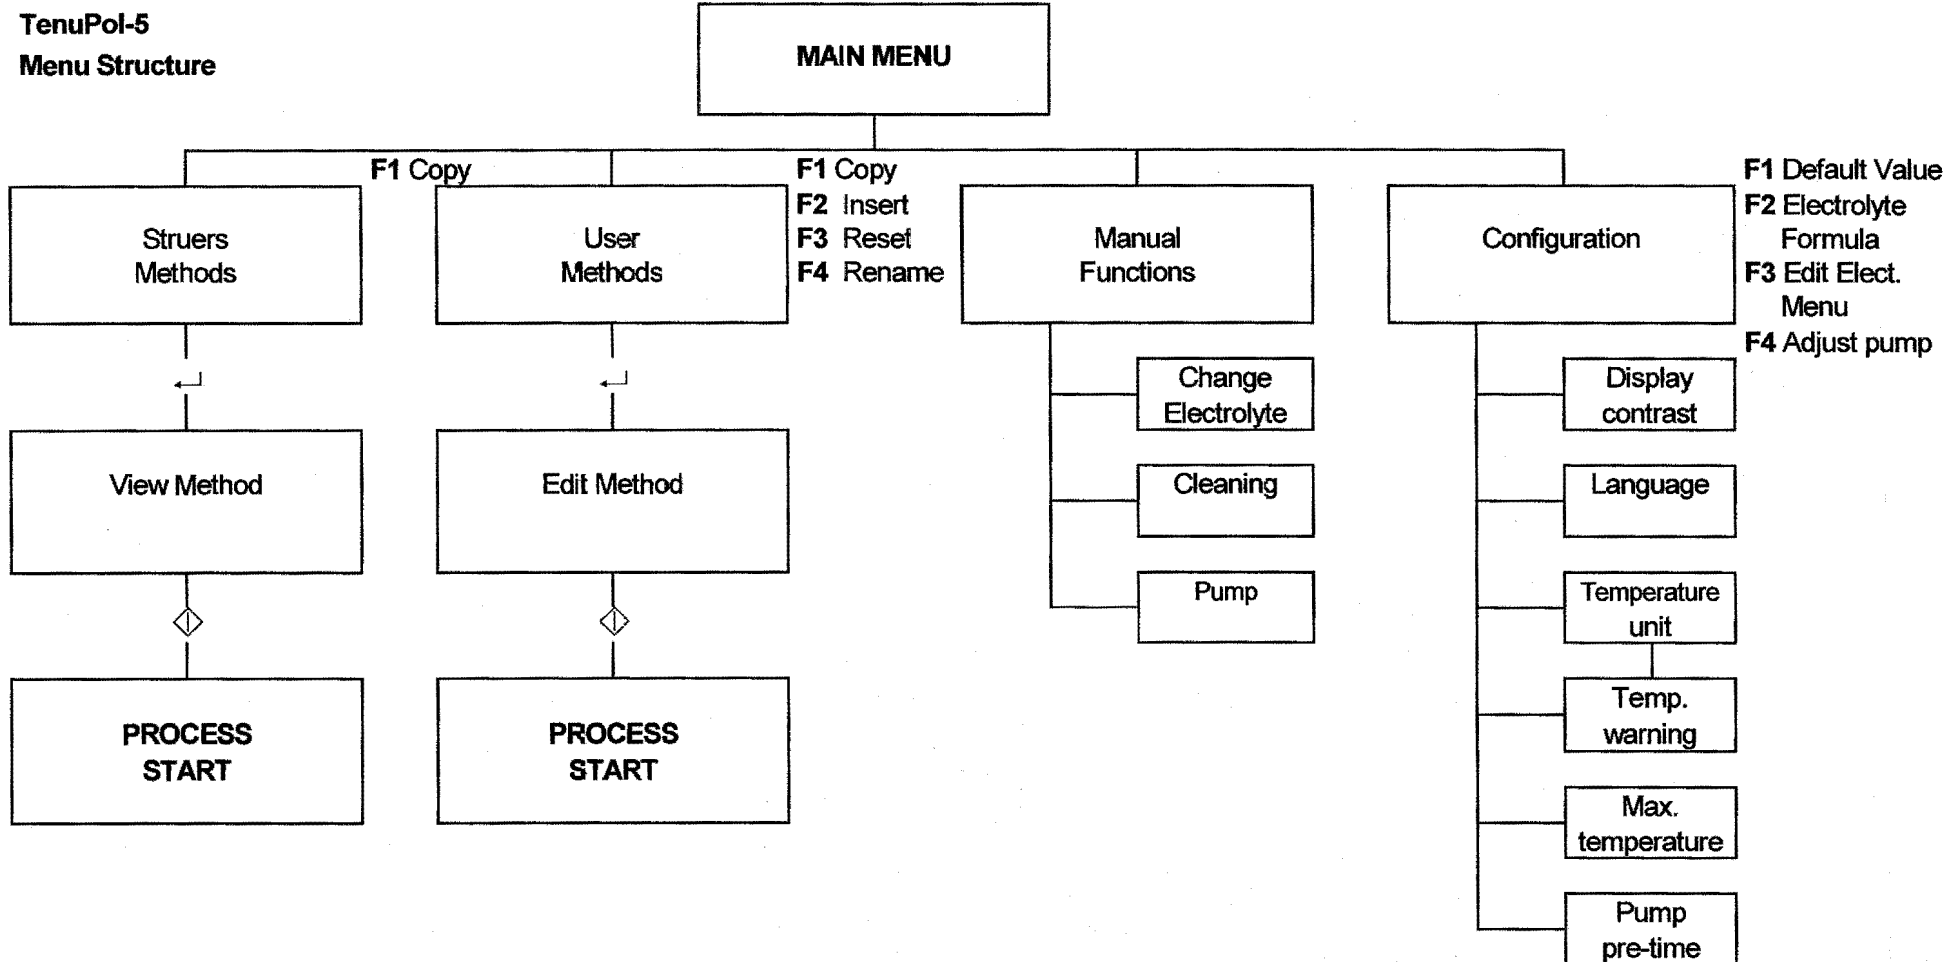 TenuPol-5
Menu Structure
MAIN MENU
F1 Copy
Struers
Methods
View Method
PROCESS
START
F1 Copy
F2 Insert
F3 Reset
F4 Rename
User
Methods
Edit Method
PROCESS
START
Manual
Functions
Change
Electrolyte
Cleaning
Pump
F1 Default Value
F2 Electrolyte
Formula
F3 Edit Elect.
Menu
F4 Adjust pump
Configuration
Display
contrast
Language
Temperature
unit
Temp.
warning
Max.
temperature
Pump
pre-time